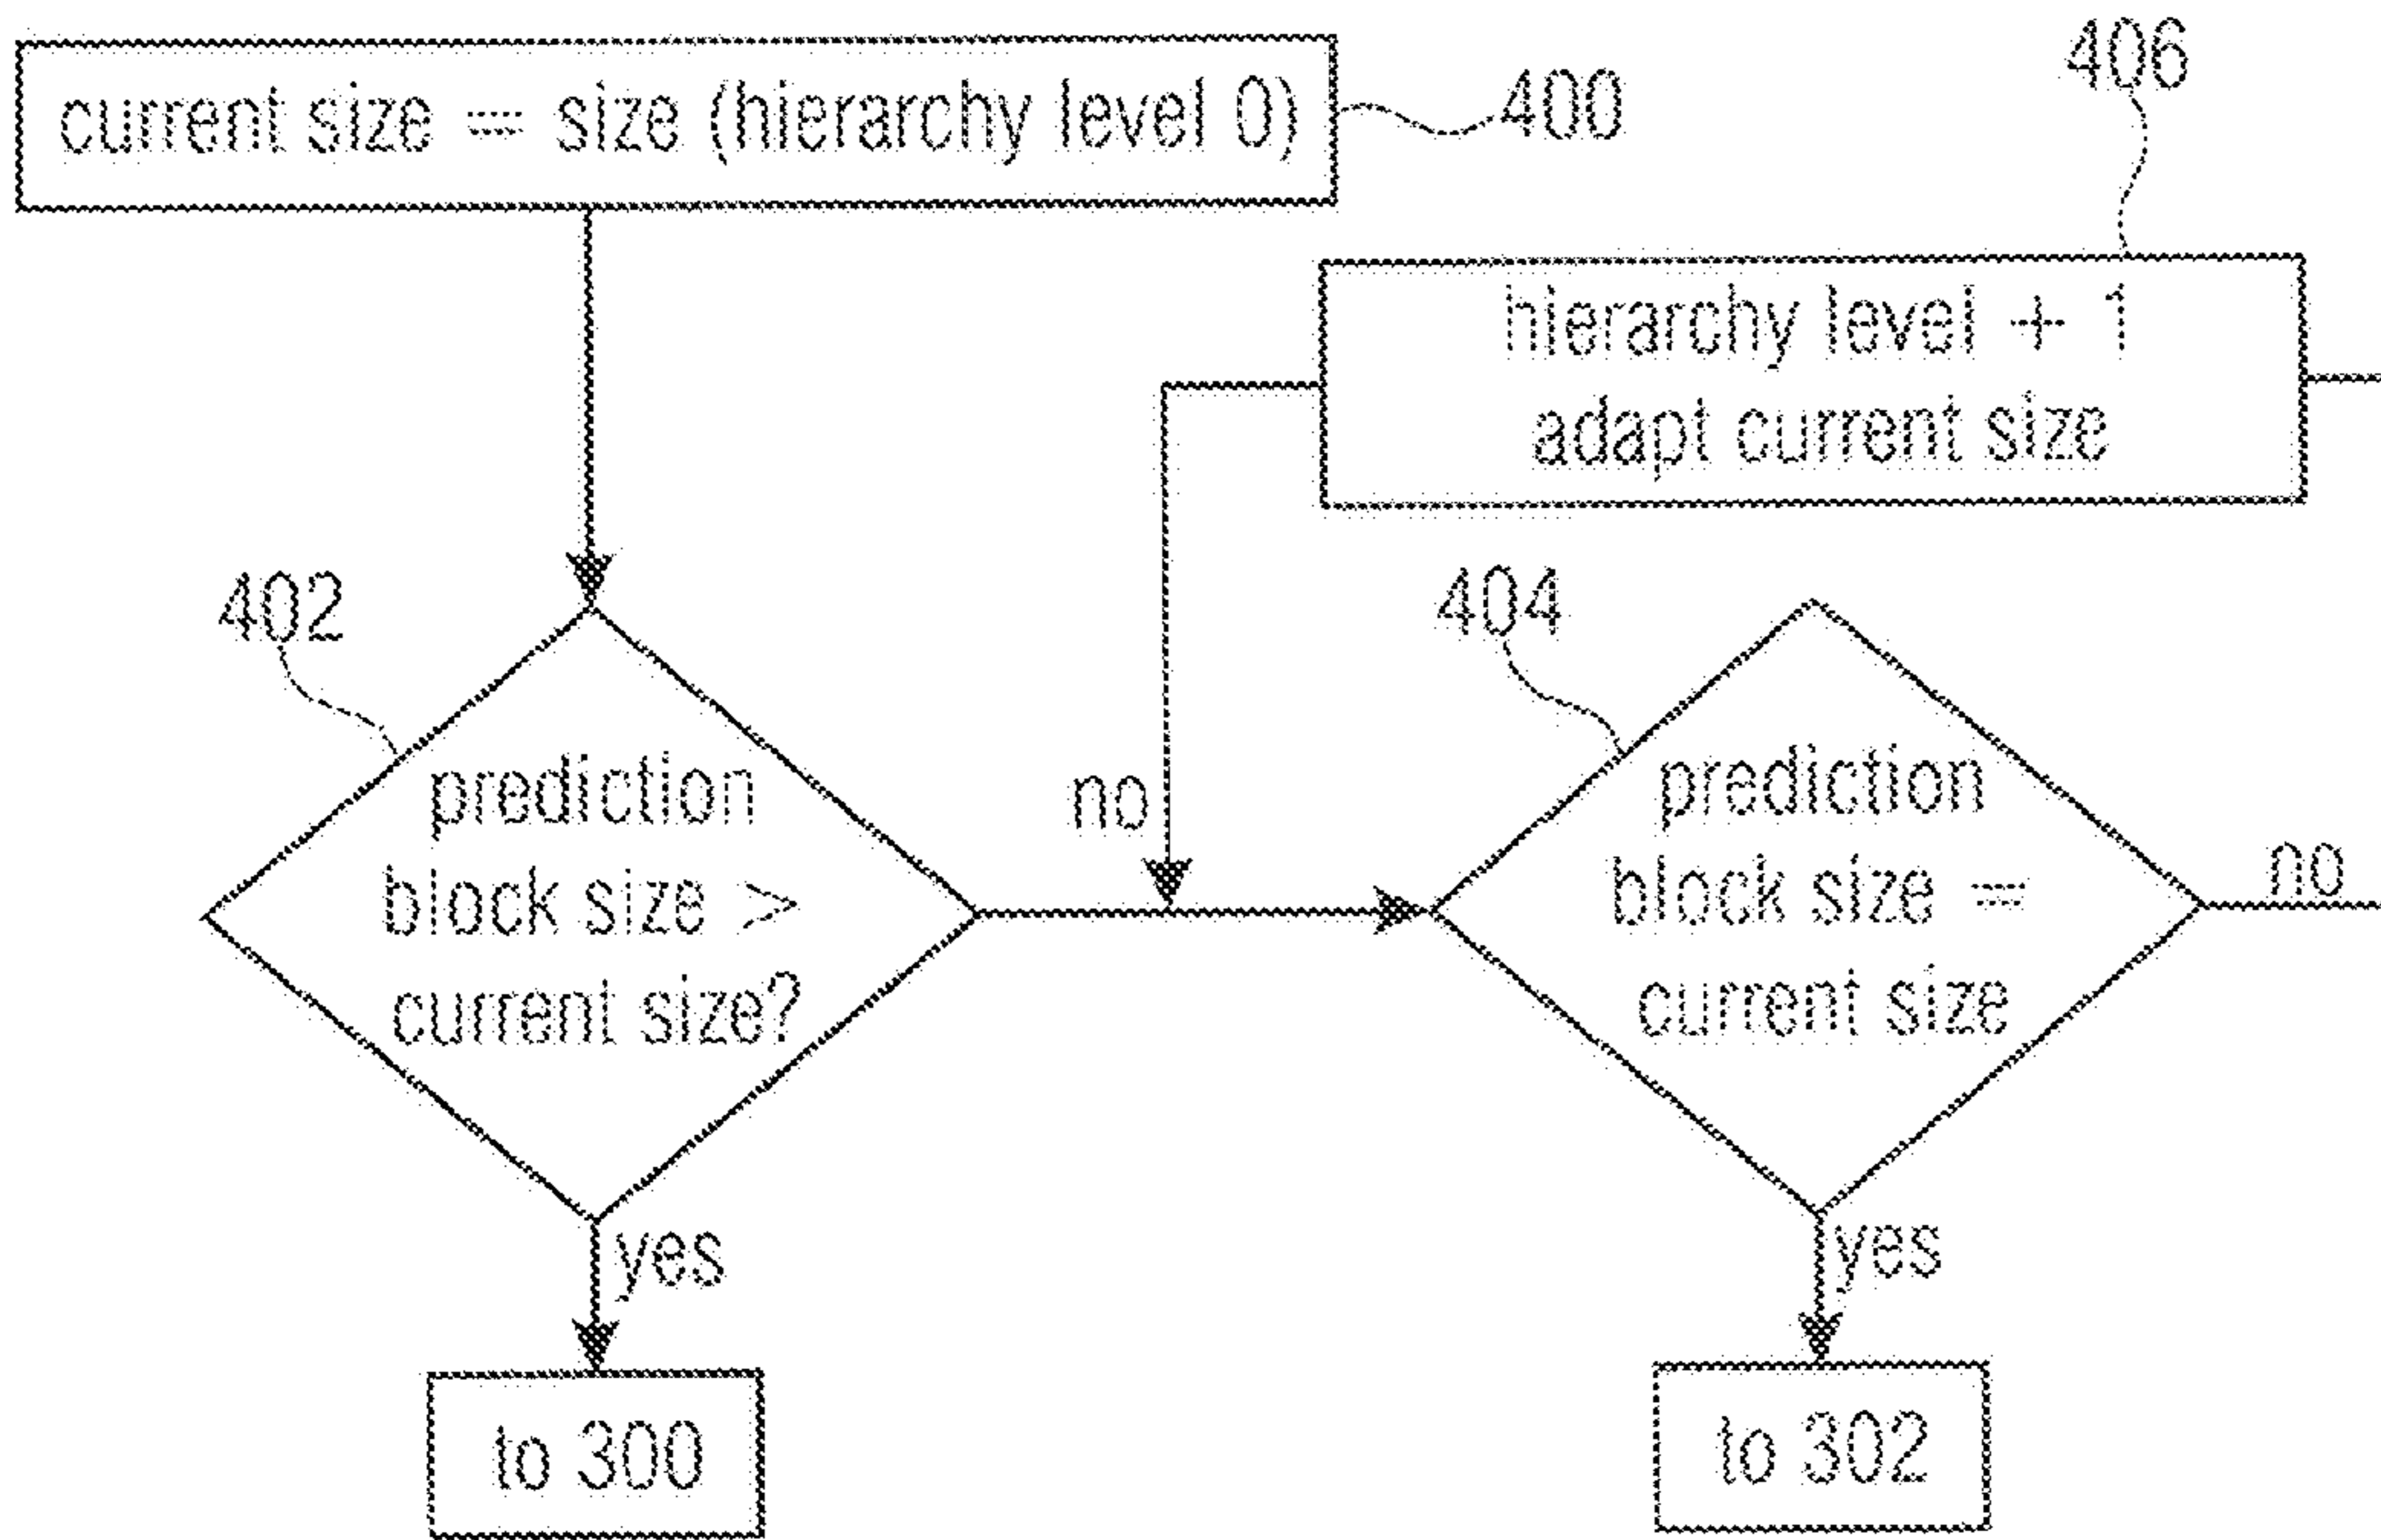 current size = size (hierarchy level 0)
400
406
hierarchy level + 1
adapt current size
402
prediction
block size >
current size?
no
404
prediction
block size =
current size
no
yes
to 300
yes
to 302